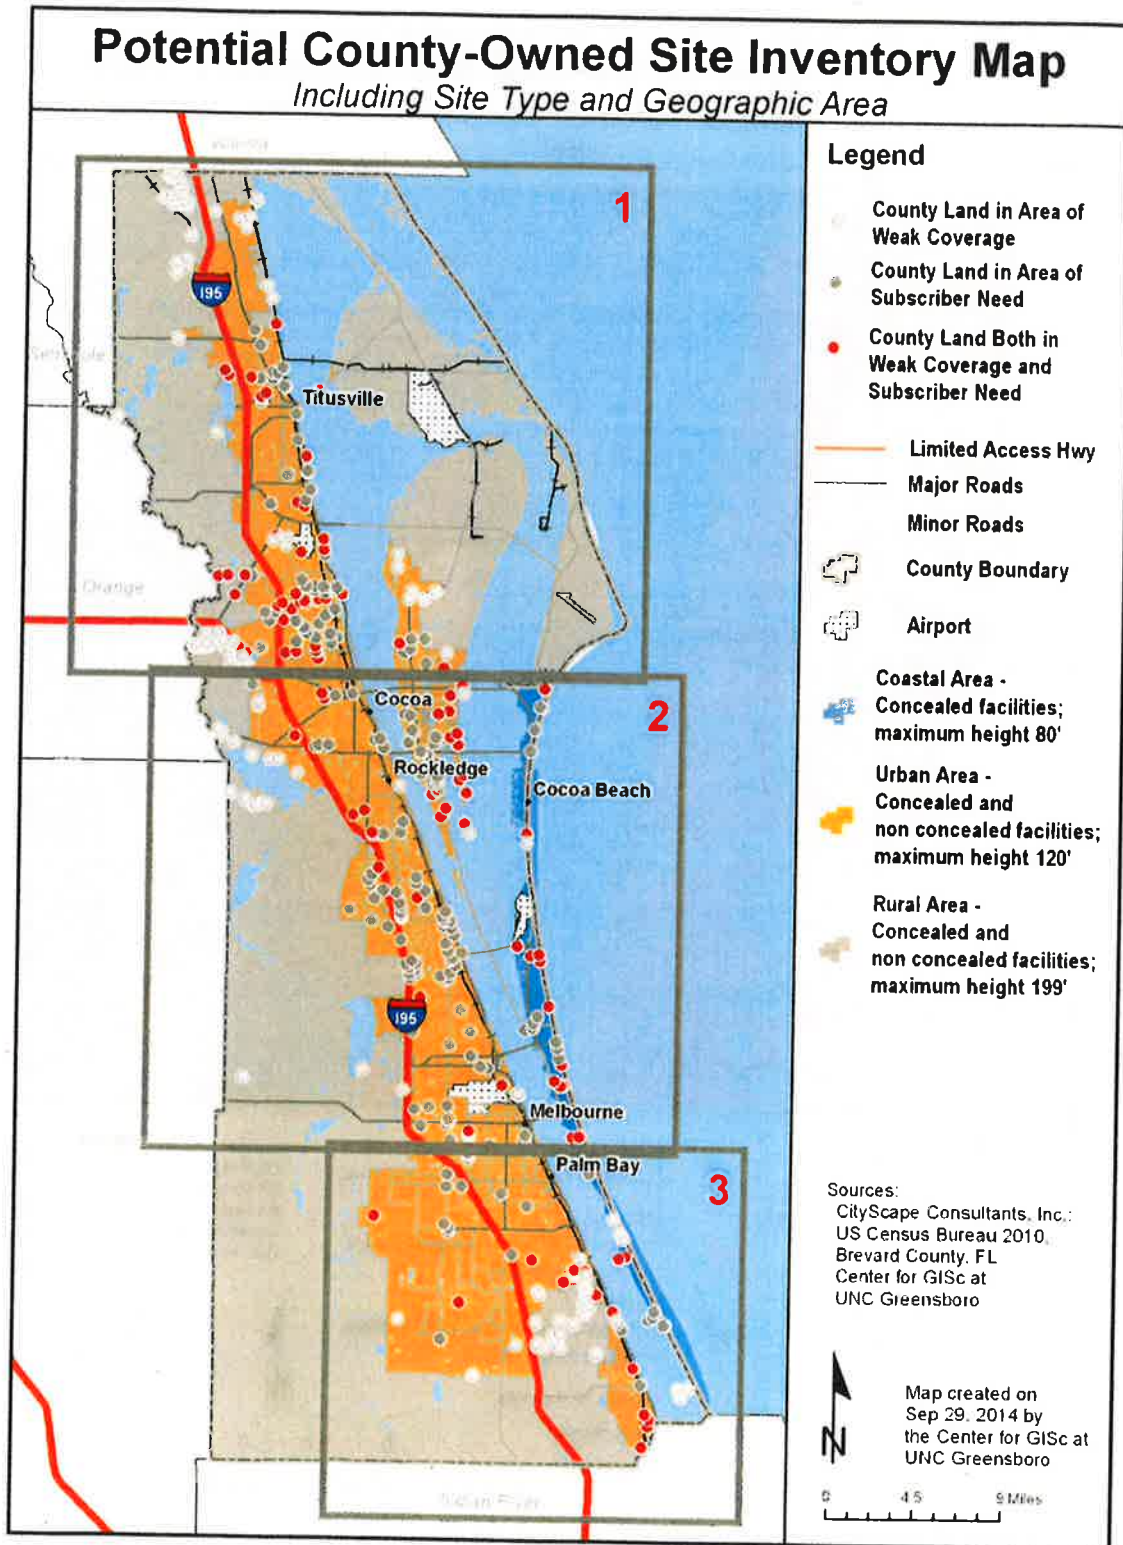 Potential County-Owned Site Inventory Map
Including Site Type and Geographic Area
Legend
County Land in Area of
Weak Coverage
County Land in Area of
Subscriber Need
County Land Both in
Weak Coverage and
Subscriber Need
Limited Access Hwy
Major Roads
Minor Roads
County Boundary
Airport
Coastal Area -
Concealed facilities;
maximum height 80'
Urban Area -
Concealed and
non concealed facilities;
maximum height 120'
Rural Area -
Concealed and
non concealed facilities;
maximum height 199'
Sources:
CityScape Consultants, Inc.:
US Census Bureau 2010,
Brevard County, FL
Center for GISc at
UNC Greensboro
N
Map created on
Sep 29, 2014 by
the Center for GISc at
UNC Greensboro
0 4.5 9 Miles
1
195
Titusville
Orange
2
Cocoa
Rockledge
Cocoa Beach
195
Melbourne
Palm Bay
3
Indian River